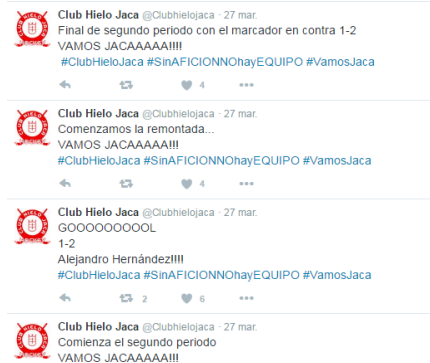 Club Hielo Jaca @Clubhielojaca · 27 mar.
Final de segundo periodo con el marcador en contra 1-2
VAMOS JACAAAAA!!!!
#ClubHieloJaca #SinAFICIONNOhayEQUIPO #VamosJaca
4
Club Hielo Jaca @Clubhielojaca · 27 mar.
Comenzamos la remontada...
VAMOS JACAAAAA!!!
#ClubHieloJaca #SinAFICIONNOhayEQUIPO #VamosJaca
4
Club Hielo Jaca @Clubhielojaca · 27 mar.
GOOOOOOOOOL
1-2
Alejandro Hernández!!!!
#ClubHieloJaca #SinAFICIONNOhayEQUIPO #VamosJaca
2 6
Club Hielo Jaca @Clubhielojaca · 27 mar.
Comienza el segundo periodo
VAMOS JACAAAAA!!!